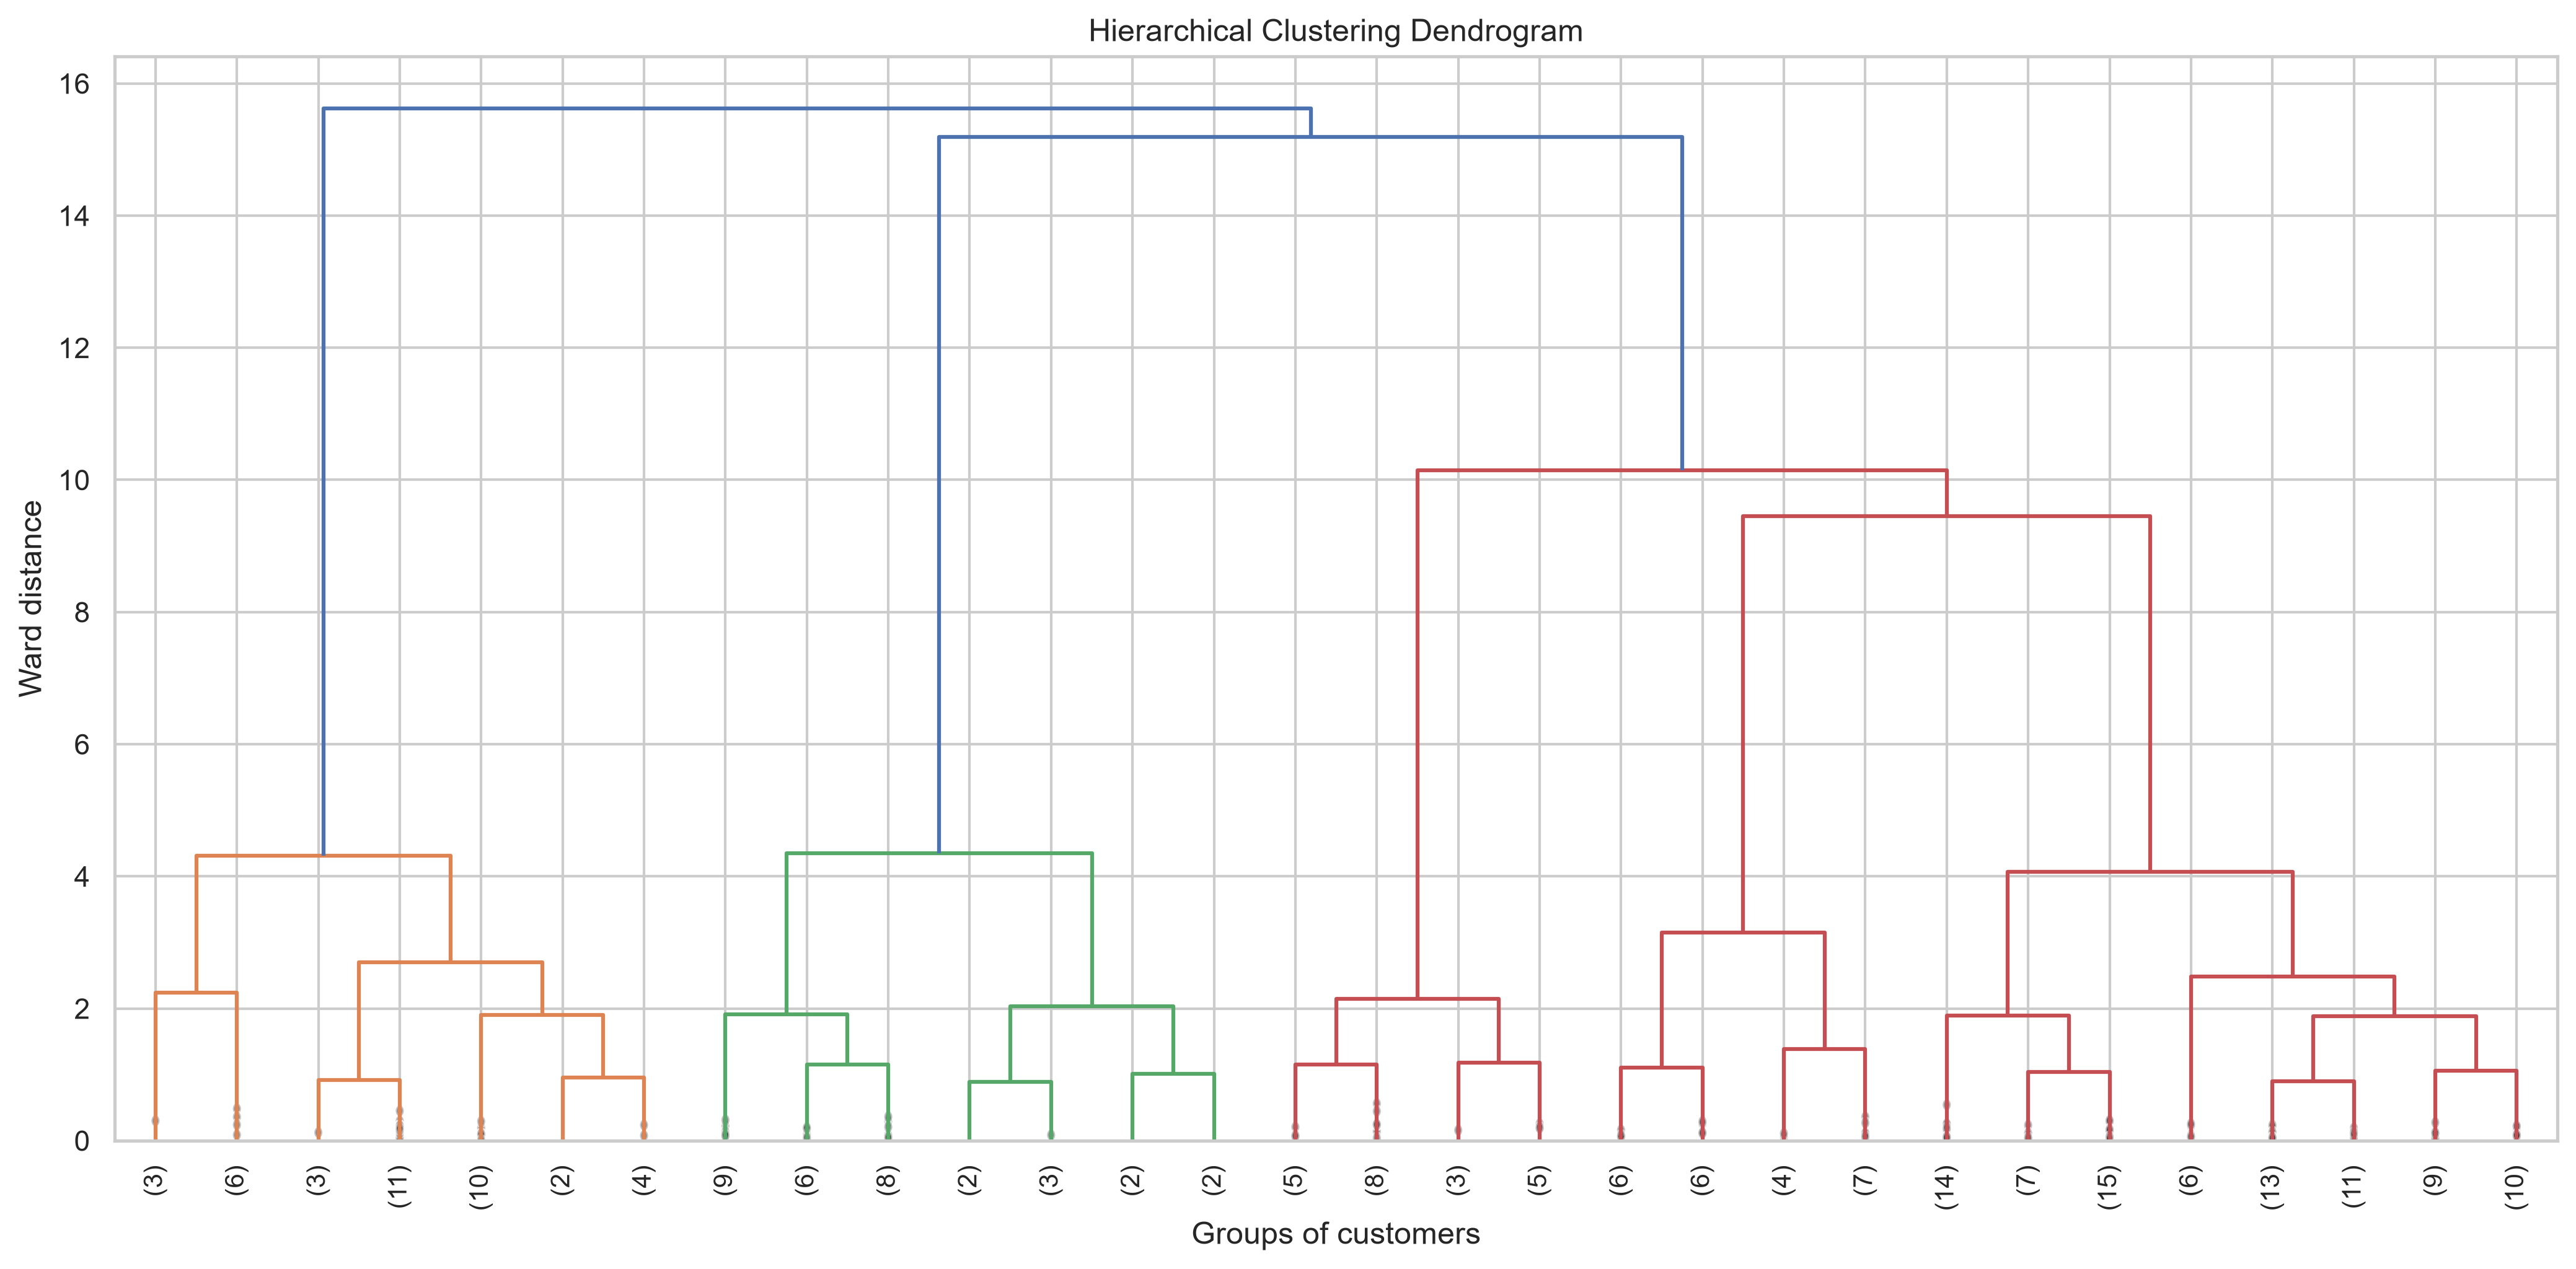 Hierarchical Clustering Dendrogram
16
14
12
10
8
6
4
2
0
Ward distance
(3) (6) (3) (11) (10) (2) (4) (9) (6) (8) (2) (3) (2) (2) (5) (8) (3) (5) (6) (6) (4) (7) (14) (7) (15) (6) (13) (11) (9) (10)
Groups of customers